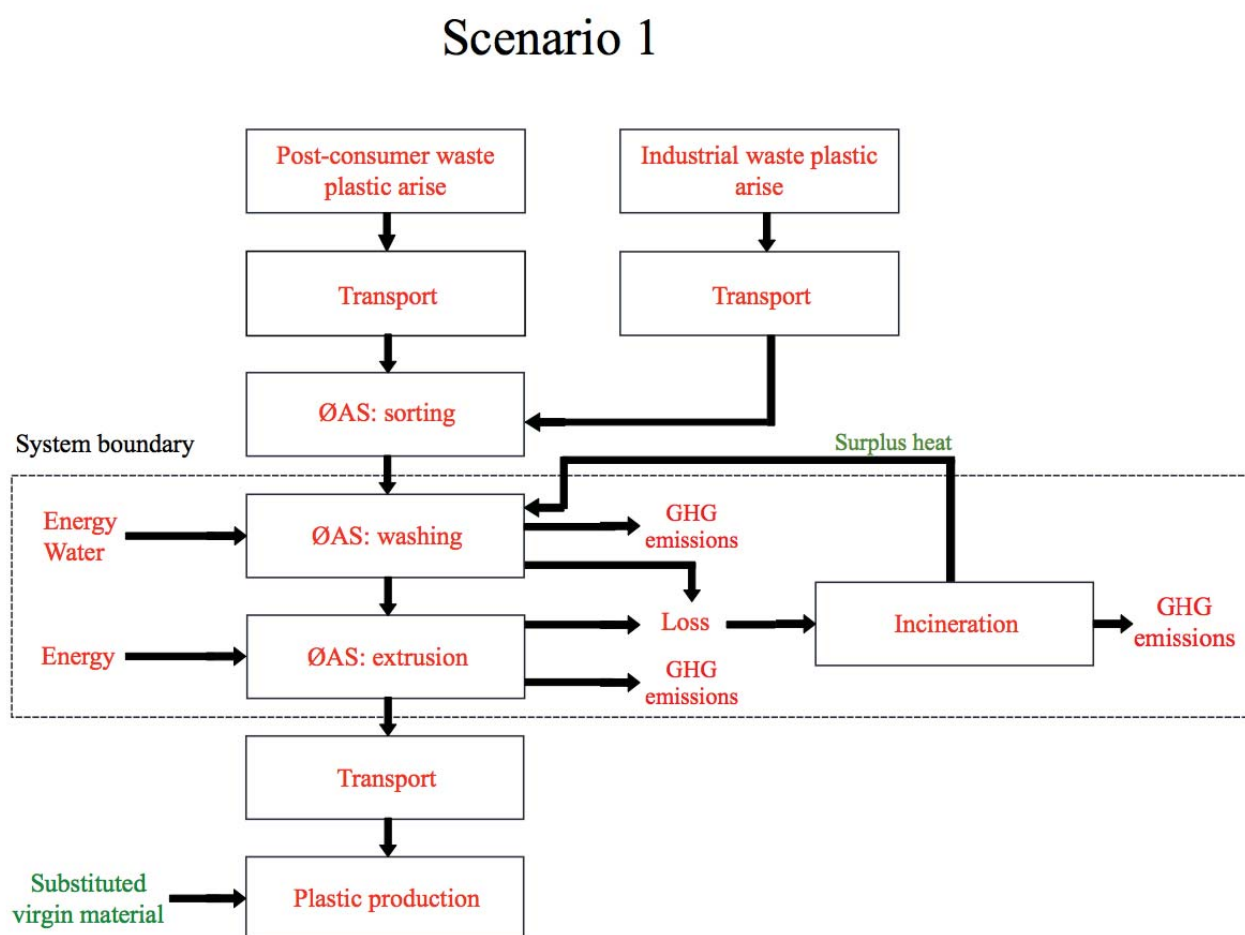 Scenario 1
Post-consumer waste
plastic arise
Industrial waste plastic
arise
Transport
Transport
ØAS: sorting
System boundary
Surplus heat
Energy
Water
ØAS: washing
GHG
emissions
Energy
ØAS: extrusion
Loss
Incineration
GHG
emissions
GHG
emissions
Transport
Substituted
virgin material
Plastic production